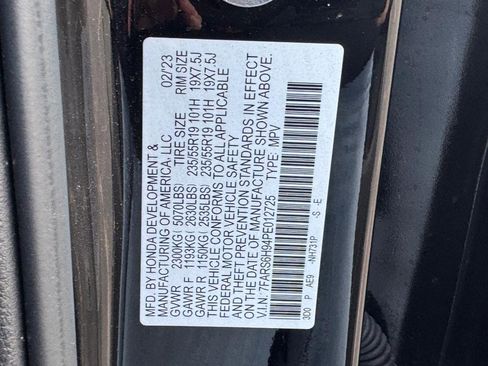 MFD. BY HONDA DEVELOPMENT & 02/23
MANUFACTURING OF AMERICA, LLC
GVWR 2300KG(5070LBS) TIRE SIZE RIM SIZE
GAWR F 1193KG(2630LBS) 235/55R19 101H 19X7.5J
GAWR R 1150KG(2535LBS) 235/55R19 101H 19X7.5J
THIS VEHICLE CONFORMS TO ALL APPLICABLE
FEDERAL MOTOR VEHICLE SAFETY
AND THEFT PREVENTION STANDARDS IN EFFECT
ON THE DATE OF MANUFACTURE SHOWN ABOVE.
V.I.N. 7FARS6H94PE012725 TYPE: MPV
3D0 P AE9 -NH731P -S -E